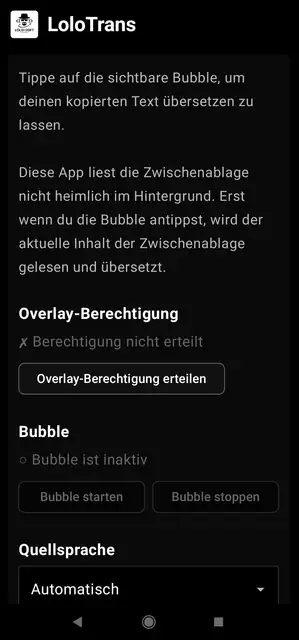 LoloTrans
Tippe auf die sichtbare Bubble, um
deinen kopierten Text übersetzen zu
lassen.
Diese App liest die Zwischenablage
nicht heimlich im Hintergrund. Erst
wenn du die Bubble antippst, wird der
aktuelle Inhalt der Zwischenablage
gelesen und übersetzt.
Overlay-Berechtigung
✗ Berechtigung nicht erteilt
Overlay-Berechtigung erteilen
Bubble
○ Bubble ist inaktiv
Bubble starten
Bubble stoppen
Quellsprache
Automatisch